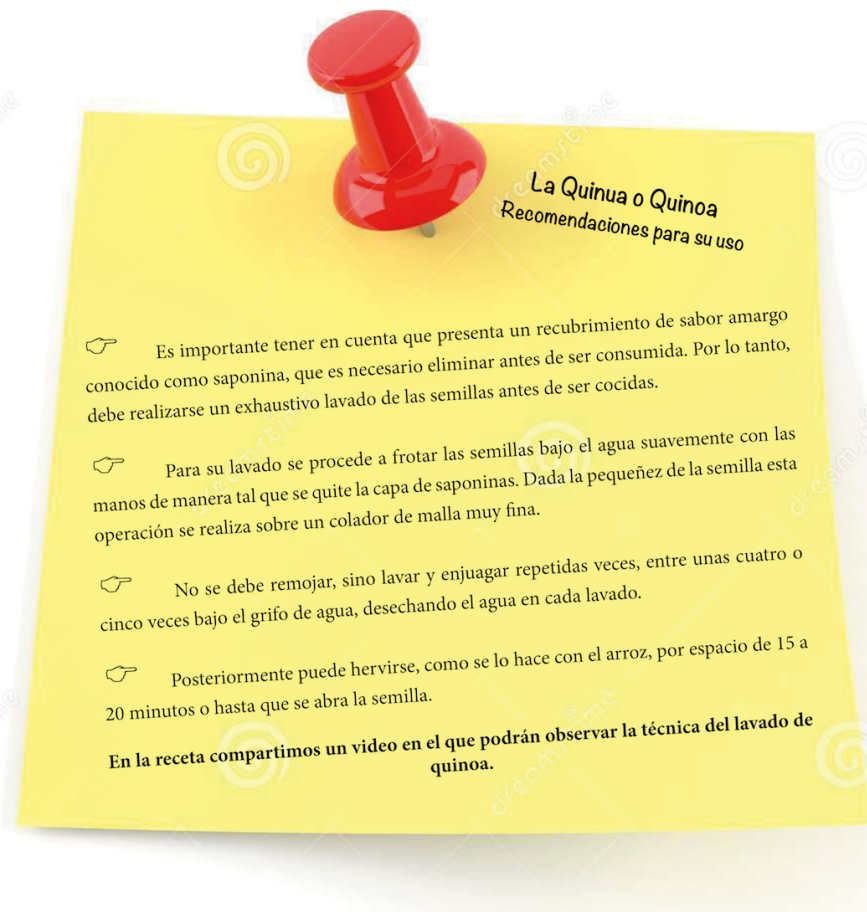 La Quinua o Quinoa
Recomendaciones para su uso
☞ Es importante tener en cuenta que presenta un recubrimiento de sabor amargo
conocido como saponina, que es necesario eliminar antes de ser consumida. Por lo tanto,
debe realizarse un exhaustivo lavado de las semillas antes de ser cocidas.
☞ Para su lavado se procede a frotar las semillas bajo el agua suavemente con las
manos de manera tal que se quite la capa de saponinas. Dada la pequeñez de la semilla esta
operación se realiza sobre un colador de malla muy fina.
☞ No se debe remojar, sino lavar y enjuagar repetidas veces, entre unas cuatro o
cinco veces bajo el grifo de agua, desechando el agua en cada lavado.
☞ Posteriormente puede hervirse, como se lo hace con el arroz, por espacio de 15 a
20 minutos o hasta que se abra la semilla.
En la receta compartimos un video en el que podrán observar la técnica del lavado de
quinoa.
dreamstime
dreamstime